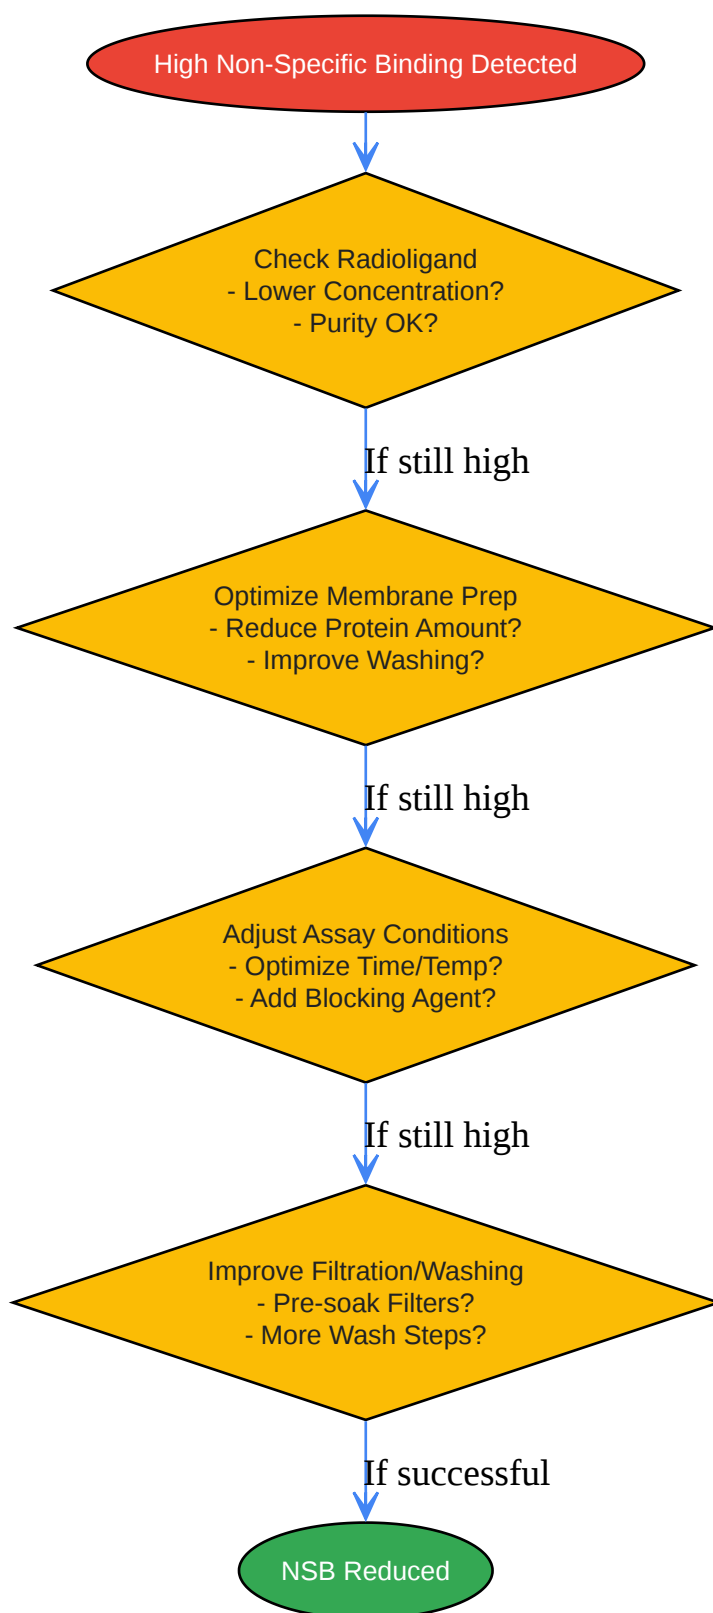 High Non-Specific Binding Detected
Check Radioligand
- Lower Concentration?
- Purity OK?
If still high
Optimize Membrane Prep
- Reduce Protein Amount?
- Improve Washing?
If still high
Adjust Assay Conditions
- Optimize Time/Temp?
- Add Blocking Agent?
If still high
Improve Filtration/Washing
- Pre-soak Filters?
- More Wash Steps?
If successful
NSB Reduced